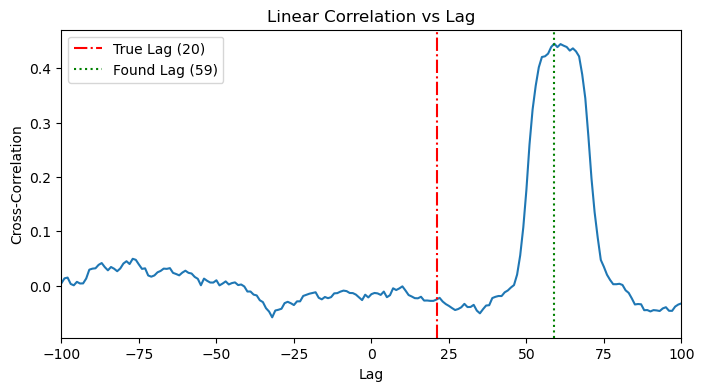 Linear Correlation vs Lag
True Lag (20)
Found Lag (59)
Cross-Correlation
0.4
0.3
0.2
0.1
0.0
−100 −75 −50 −25 0 25 50 75 100
Lag